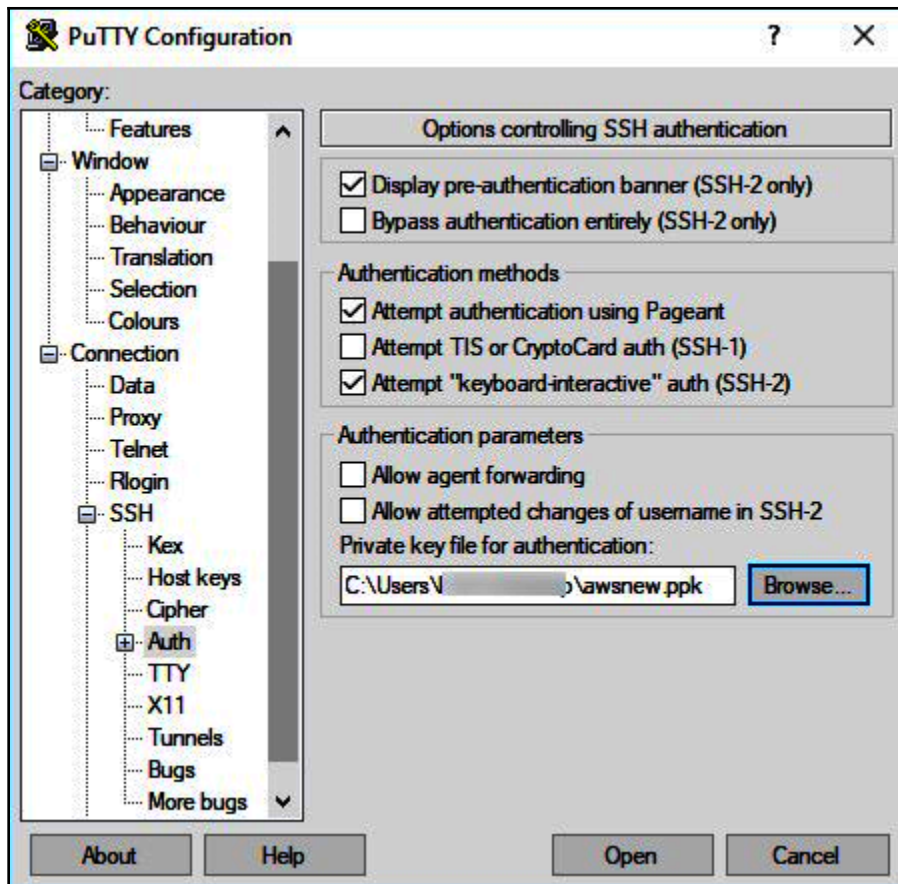 PuTTY Configuration
?
Category:
Features
Window
Appearance
Behaviour
Translation
Selection
Colours
Connection
Data
Proxy
Telnet
Rlogin
SSH
Kex
Host keys
Cipher
Auth
TTY
X11
Tunnels
Bugs
More bugs
Options controlling SSH authentication
Display pre-authentication banner (SSH-2 only)
Bypass authentication entirely (SSH-2 only)
Authentication methods
Attempt authentication using Pageant
Attempt TIS or CryptoCard auth (SSH-1)
Attempt "keyboard-interactive" auth (SSH-2)
Authentication parameters
Allow agent forwarding
Allow attempted changes of username in SSH-2
Private key file for authentication:
C:\Users\ \awsnew.ppk
Browse...
About
Help
Open
Cancel